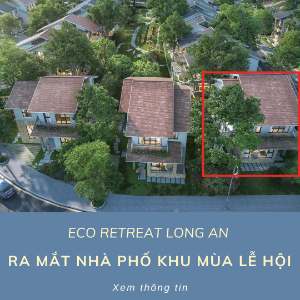 ECO RETREAT LONG AN
RA MẮT NHÀ PHỐ KHU MÙA LỄ HỘI
Xem thông tin